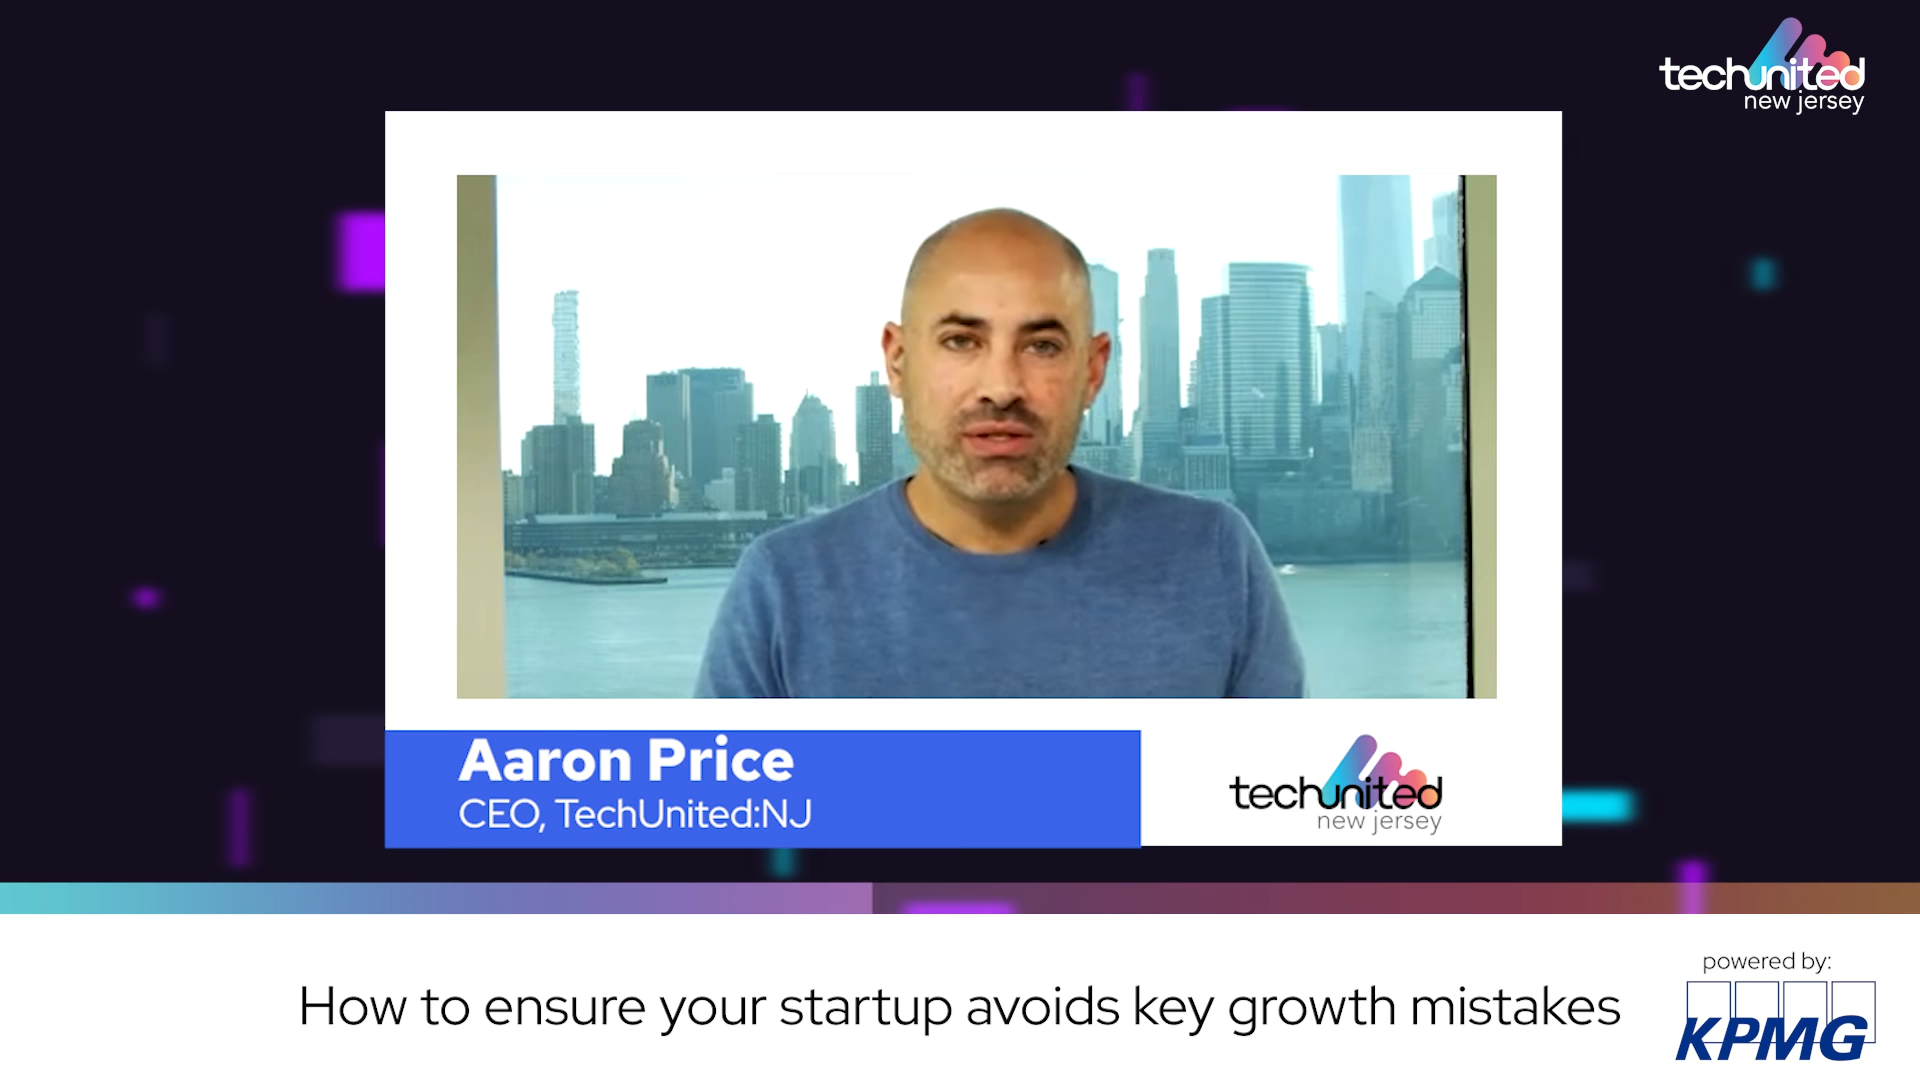 techunited
new jersey
Aaron Price
CEO, TechUnited:NJ
techunited
new jersey
How to ensure your startup avoids key growth mistakes
powered by:
KPMG